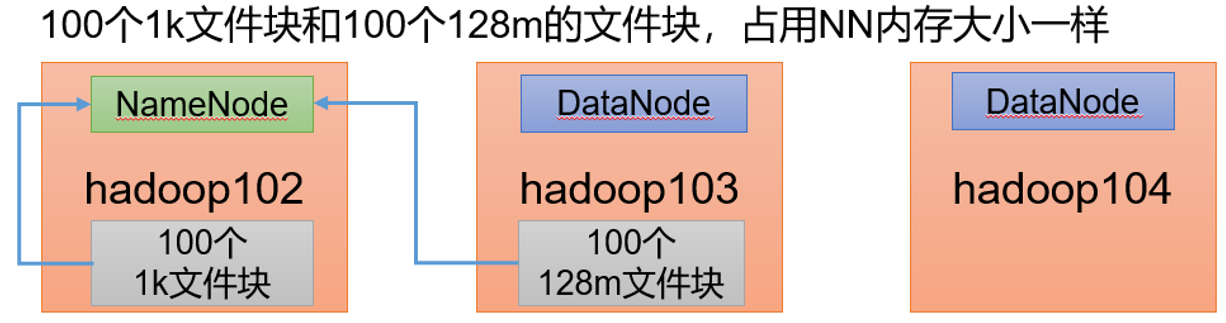 100个1k文件块和100个128m的文件块，占用NN内存大小一样
NameNode
DataNode
DataNode
hadoop102
hadoop103
hadoop104
100个
1k文件块
100个
128m文件块